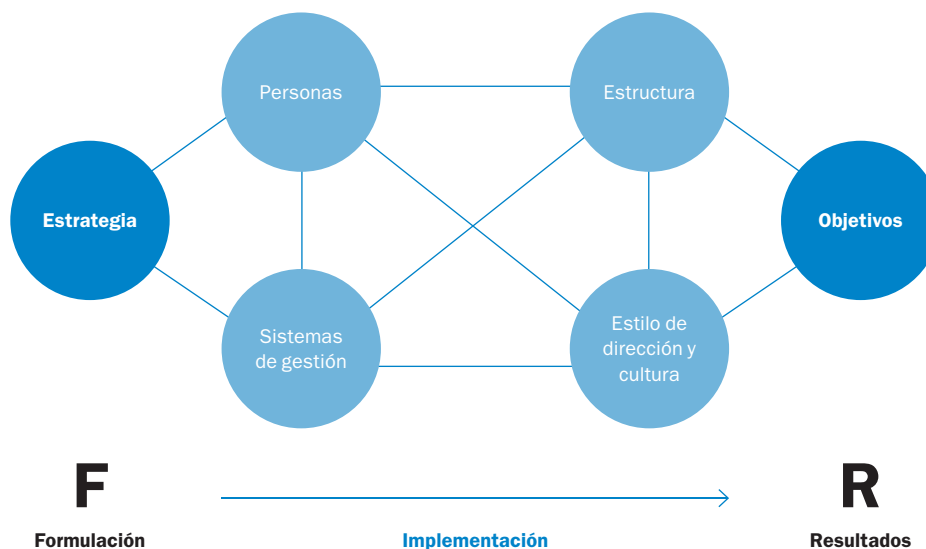 Personas
Estructura
Estrategia
Objetivos
Sistemas
de gestión
Estilo de
dirección y
cultura
F
R
Formulación
Implementación
Resultados